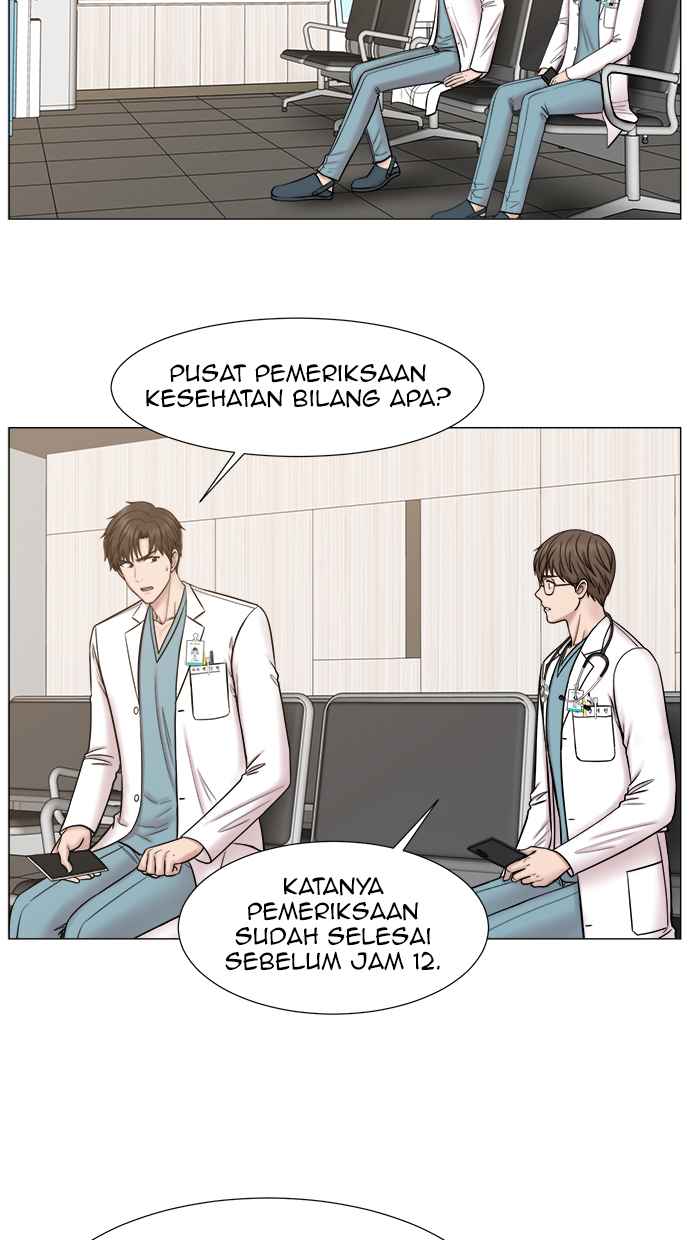 PUSAT PEMERIKSAAN
KESEHATAN BILANG APA?
KATANYA
PEMERIKSAAN
SUDAH SELESAI
SEBELUM JAM 12.